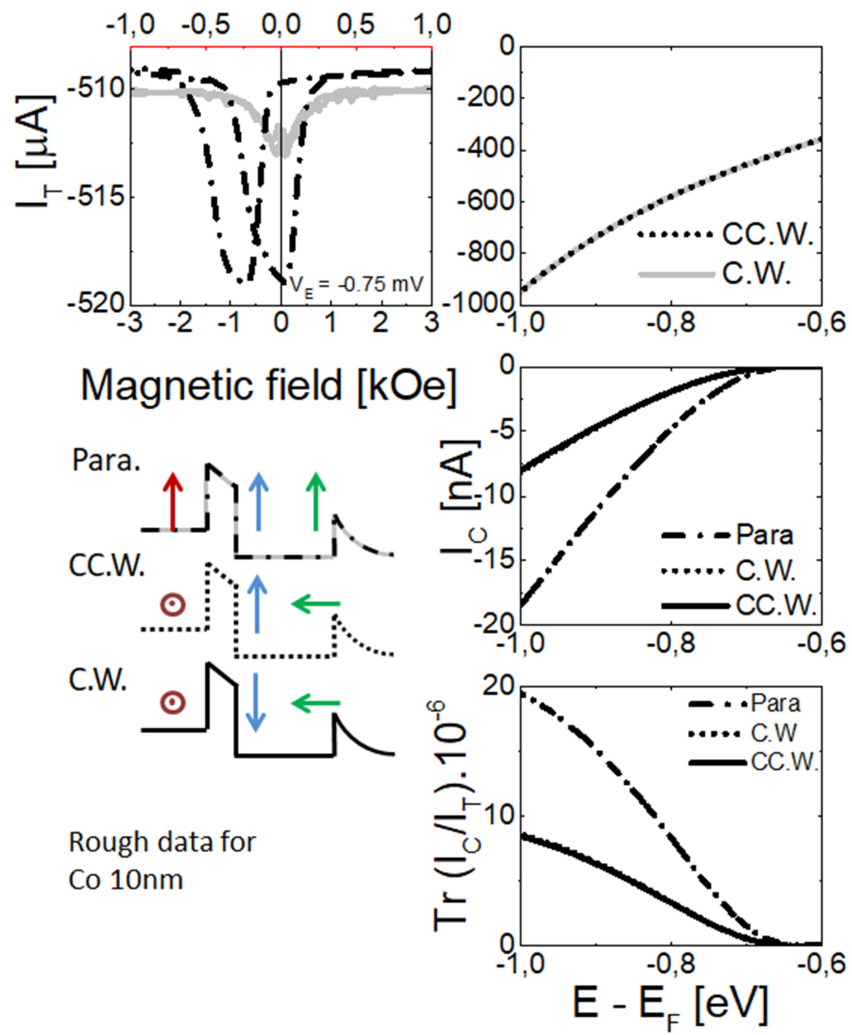 -1,0 -0,5 0,0 0,5 1,0
-510
-515
-520
I_T [μA]
V_E = -0.75 mV
-3 -2 -1 0 1 2 3
Magnetic field [kOe]
0
-200
-400
-600
-800
-1000
CC.W.
C.W.
-1,0 -0,8 -0,6
Para.
CC.W.
C.W.
Rough data for
Co 10nm
0
-5
-10
-15
-20
I_C [nA]
Para
C.W.
CC.W.
-1,0 -0,8 -0,6
20
10
0
Tr (I_C/I_T).10^-6
Para
C.W
CC.W.
-1,0 -0,8 -0,6
E - E_F [eV]